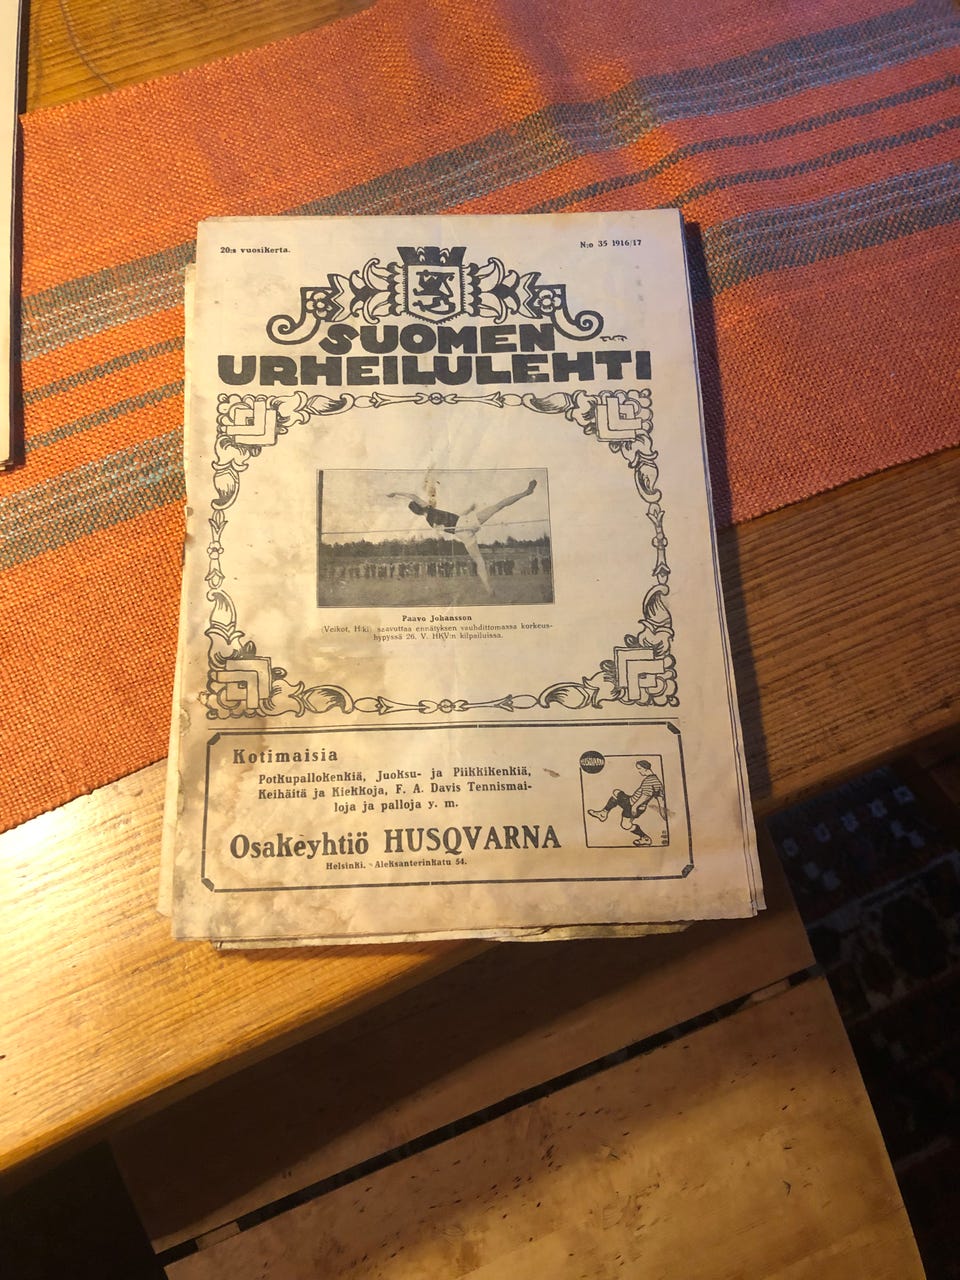 20:s vuosikerta.
N:o 35 1916/17
SUOMEN
URHEILULEHTI
Paavo Johansson
(Veikot, H:ki) saavuttaa ennätyksen vauhdittomassa korkeus-
hypyssä 26. V. HKV:n kilpailuissa.
Kotimaisia
Potkupallokenkiä, Juoksu- ja Piikkikenkiä,
Keihäitä ja Kiekkoja, F. A. Davis Tennismai-
loja ja palloja y. m.
Osakeyhtiö HUSQVARNA
Helsinki. - Aleksanterinkatu 54.
HUSQVARNA